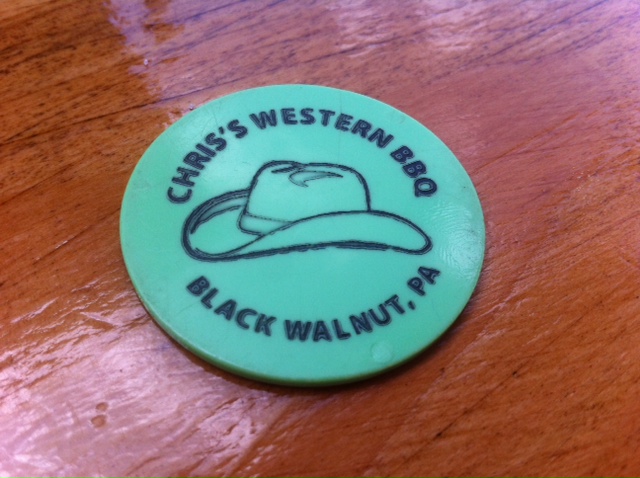 CHRIS'S WESTERN BBQ
BLACK WALNUT, PA